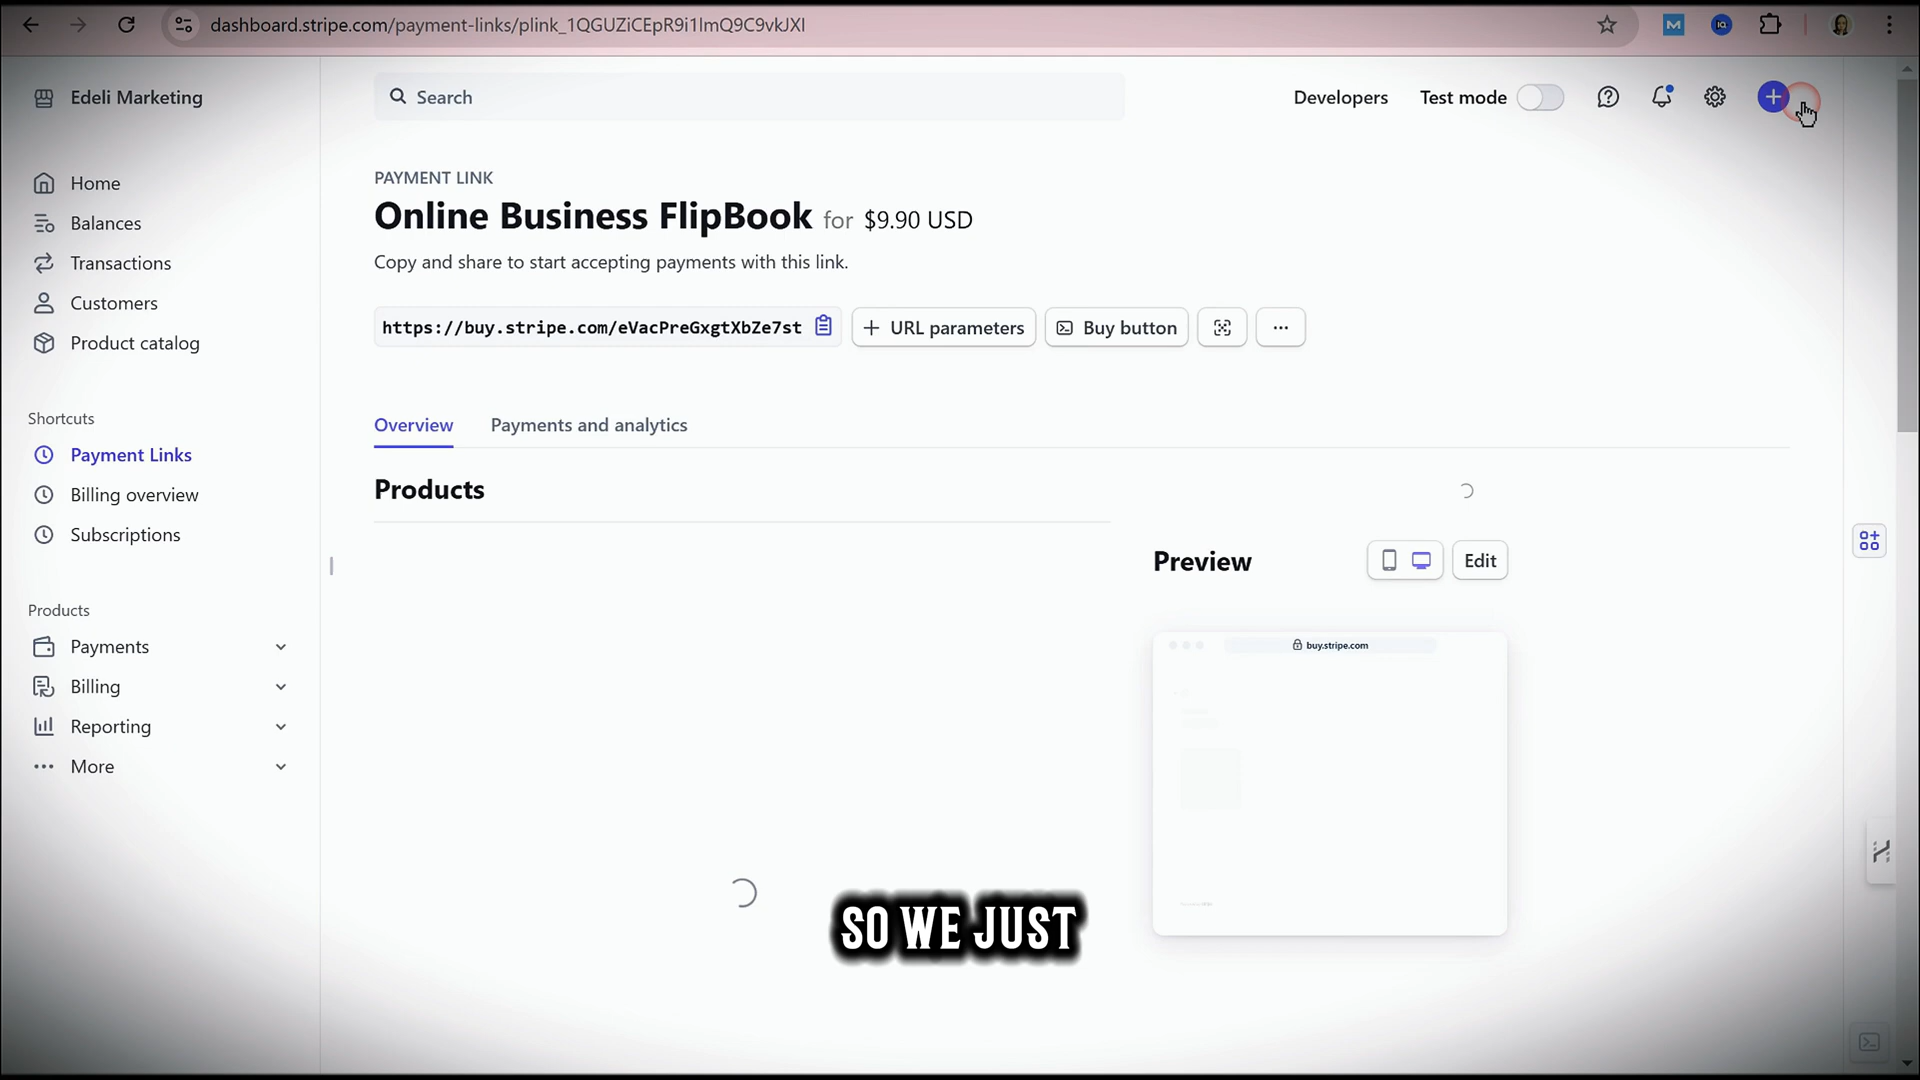 dashboard.stripe.com/payment-links/plink_1QGUZiCEpR9i1ImQ9C9vkJXI
Edeli Marketing
Search
Developers
Test mode
Home
Balances
Transactions
Customers
Product catalog
Shortcuts
Payment Links
Billing overview
Subscriptions
Products
Payments
Billing
Reporting
More
PAYMENT LINK
Online Business FlipBook for $9.90 USD
Copy and share to start accepting payments with this link.
https://buy.stripe.com/eVacPreGxgtXbZe7st
URL parameters
Buy button
Overview
Payments and analytics
Products
Preview
Edit
buy.stripe.com
SO WE JUST